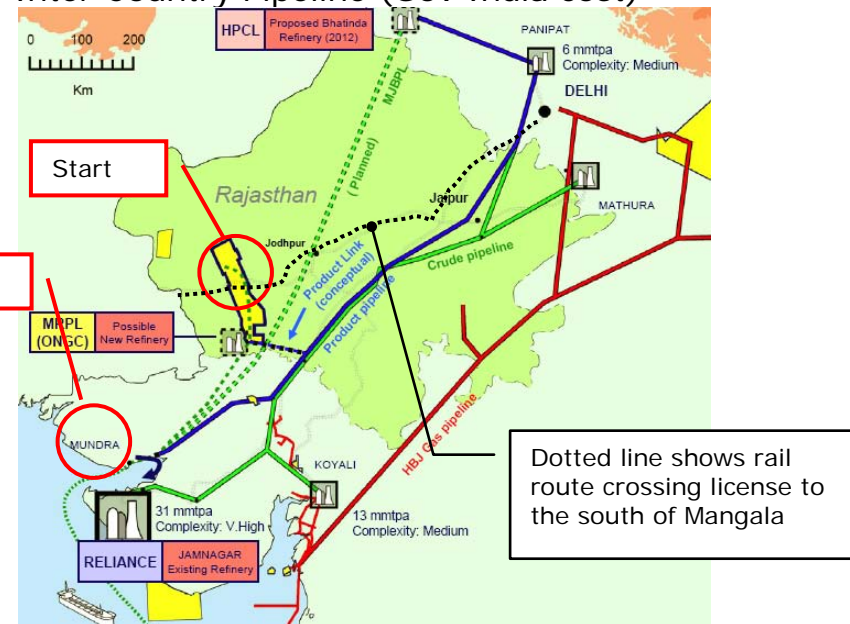 0 100 200
Km
HPCL
Proposed Bhatinda
Refinery (2012)
PANIPAT
6 mmtpa
Complexity: Medium
DELHI
MJBPL
(Planned)
Start
Rajasthan
Jaipur
MATHURA
Jodhpur
Product Link
(conceptual)
Crude pipeline
Product pipeline
MRPL
(ONGC)
Possible
New Refinery
HBJ Gas pipeline
MUNDRA
KOYALI
31 mmtpa
Complexity: V.High
13 mmtpa
Complexity: Medium
RELIANCE
JAMNAGAR
Existing Refinery
Dotted line shows rail
route crossing license to
the south of Mangala